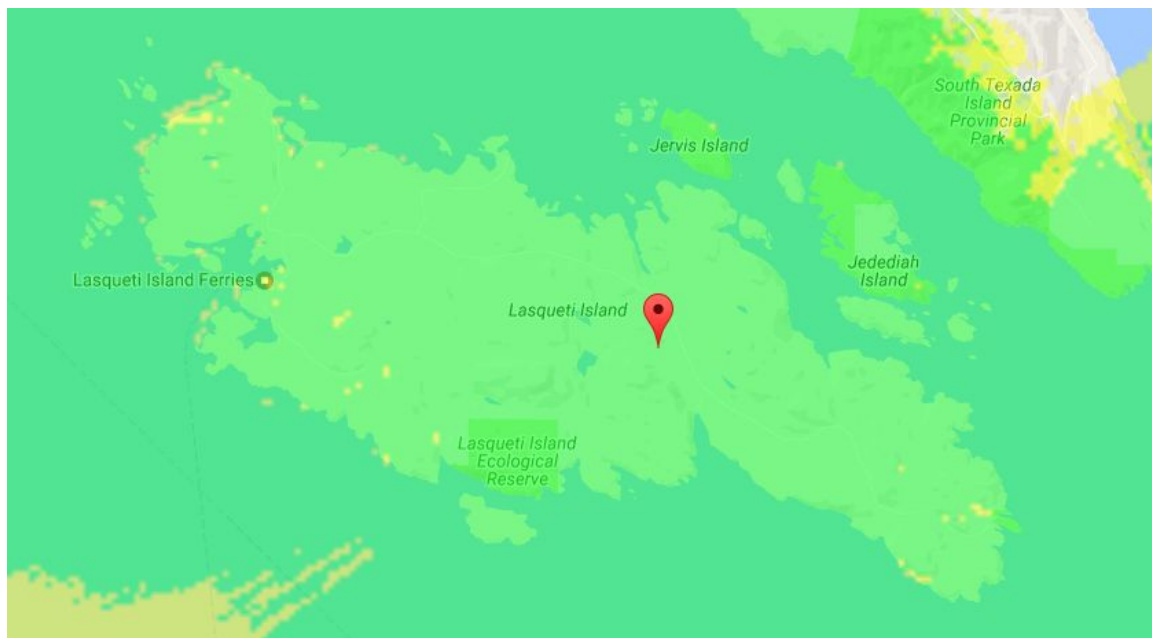 South Texada
Island
Provincial
Park
Jervis Island
Jedediah
Island
Lasqueti Island Ferries
Lasqueti Island
Lasqueti Island
Ecological
Reserve